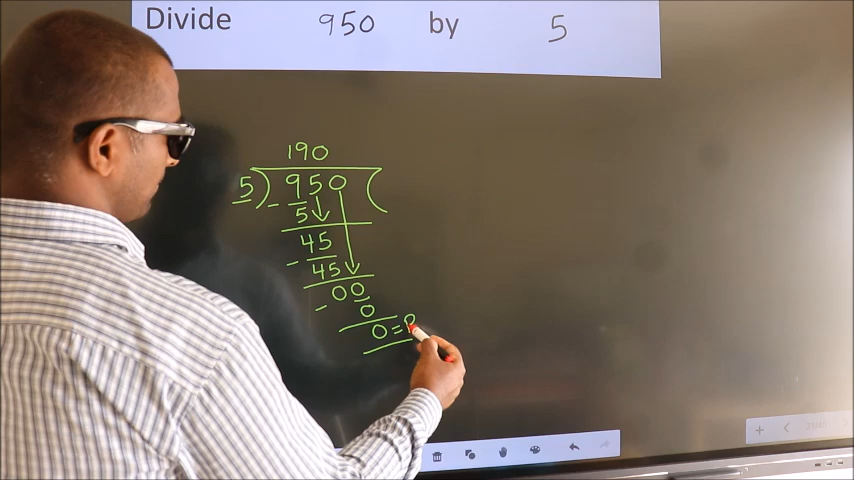 Divide 950 by 5
190
5) 950 (
- 5
45
- 45
00
- 0
0 = R